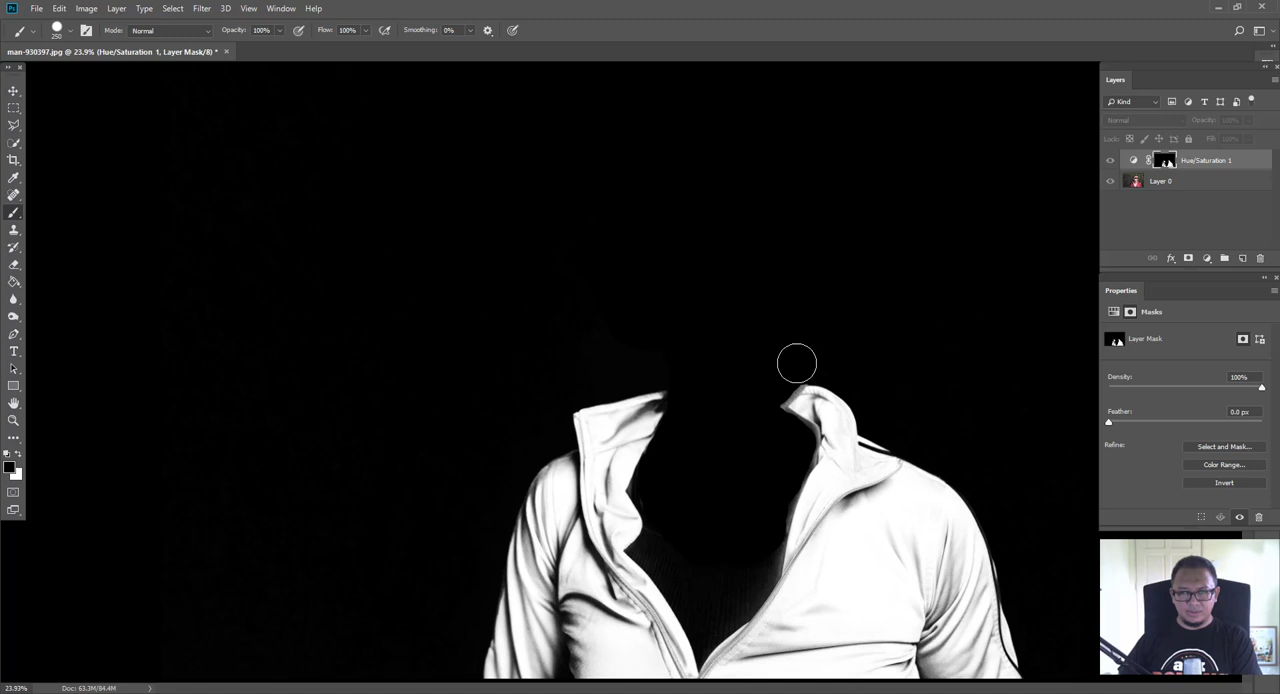 Ps File Edit Image Layer Type Select Filter 3D View Window Help
250 Mode: Normal Opacity: 100% Flow: 100% Smoothing: 0%
man-930397.jpg @ 23.9% (Hue/Saturation 1, Layer Mask/8) * ×
Layers
Kind
Normal Opacity: 100%
Lock: Fill: 100%
Hue/Saturation 1
Layer 0
fx
Properties
Masks
Layer Mask
Density: 100%
Feather: 0.0 px
Refine: Select and Mask...
Color Range...
Invert
23.93% Doc: 63.3M/84.4M